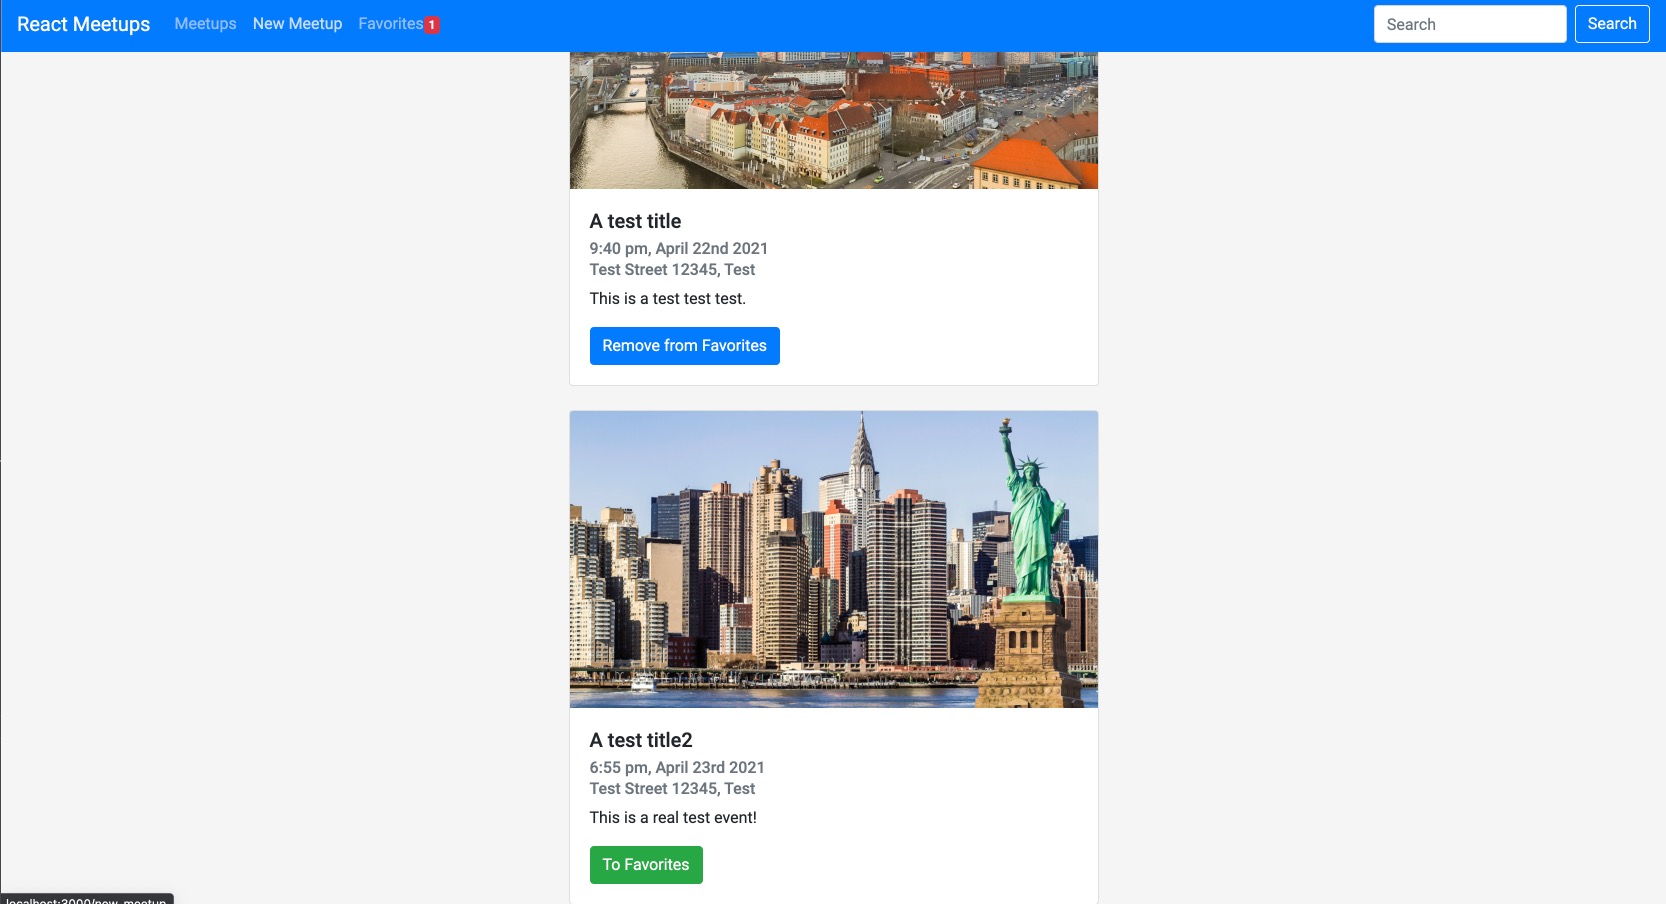 React Meetups Meetups New Meetup Favorites 1 Search Search
A test title
9:40 pm, April 22nd 2021
Test Street 12345, Test
This is a test test test.
Remove from Favorites
A test title2
6:55 pm, April 23rd 2021
Test Street 12345, Test
This is a real test event!
To Favorites
localhost:3000/new-meetup